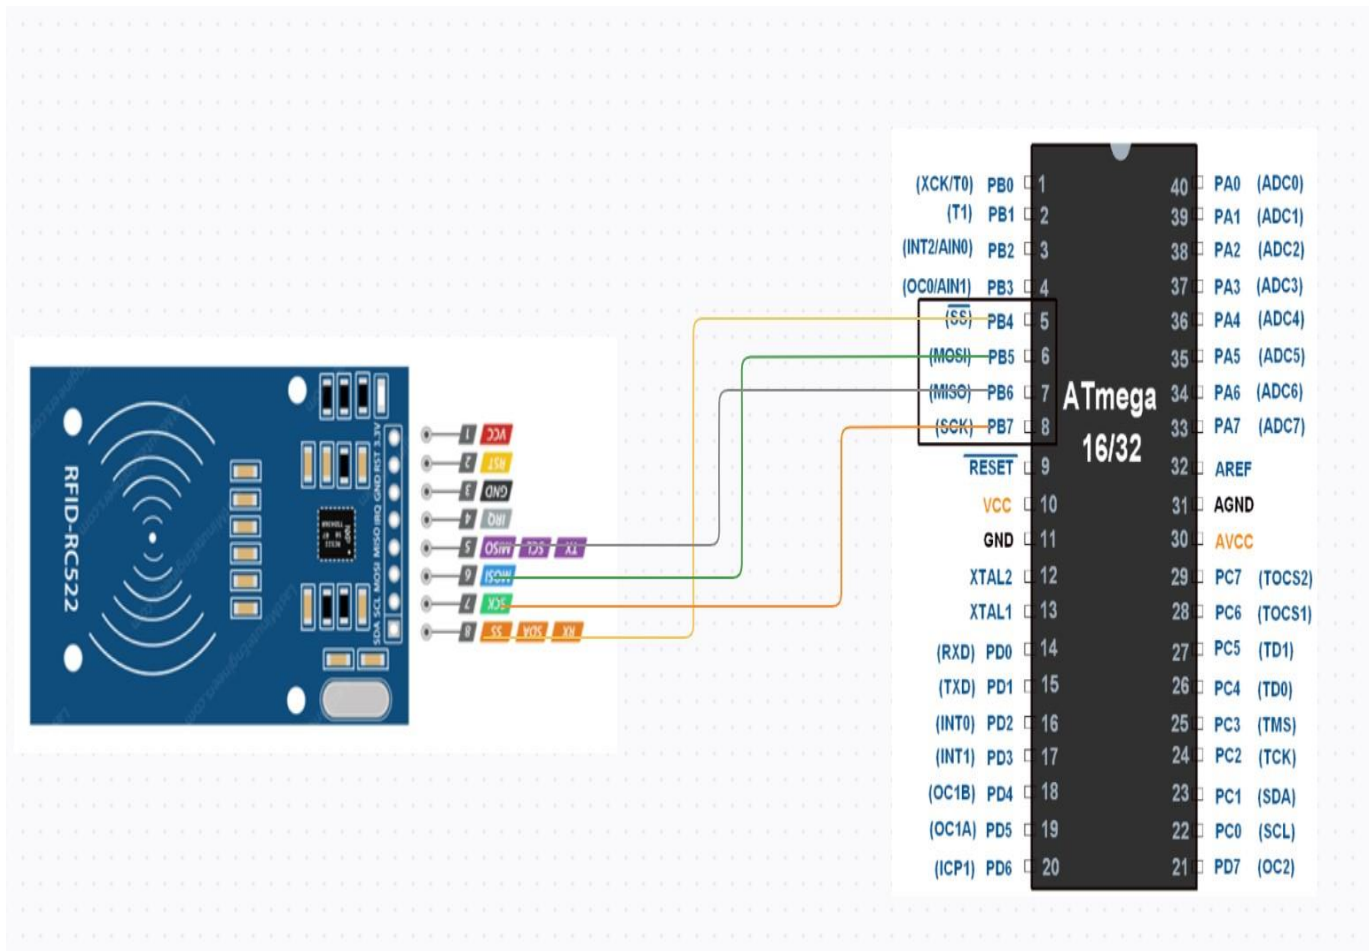 RFID-RC522
SDA SCL MOSI MISO IRQ GND RST 3.3V
1 VCC
2 RST
3 GND
4 IRQ
5 MISO SCL TX
6 MOSI
7 SCK
8 SS SDA RX
(XCK/T0) PB0 1
(T1) PB1 2
(INT2/AIN0) PB2 3
(OC0/AIN1) PB3 4
(SS) PB4 5
(MOSI) PB5 6
(MISO) PB6 7
(SCK) PB7 8
RESET 9
VCC 10
GND 11
XTAL2 12
XTAL1 13
(RXD) PD0 14
(TXD) PD1 15
(INT0) PD2 16
(INT1) PD3 17
(OC1B) PD4 18
(OC1A) PD5 19
(ICP1) PD6 20
ATmega
16/32
40 PA0 (ADC0)
39 PA1 (ADC1)
38 PA2 (ADC2)
37 PA3 (ADC3)
36 PA4 (ADC4)
35 PA5 (ADC5)
34 PA6 (ADC6)
33 PA7 (ADC7)
32 AREF
31 AGND
30 AVCC
29 PC7 (TOCS2)
28 PC6 (TOCS1)
27 PC5 (TD1)
26 PC4 (TD0)
25 PC3 (TMS)
24 PC2 (TCK)
23 PC1 (SDA)
22 PC0 (SCL)
21 PD7 (OC2)